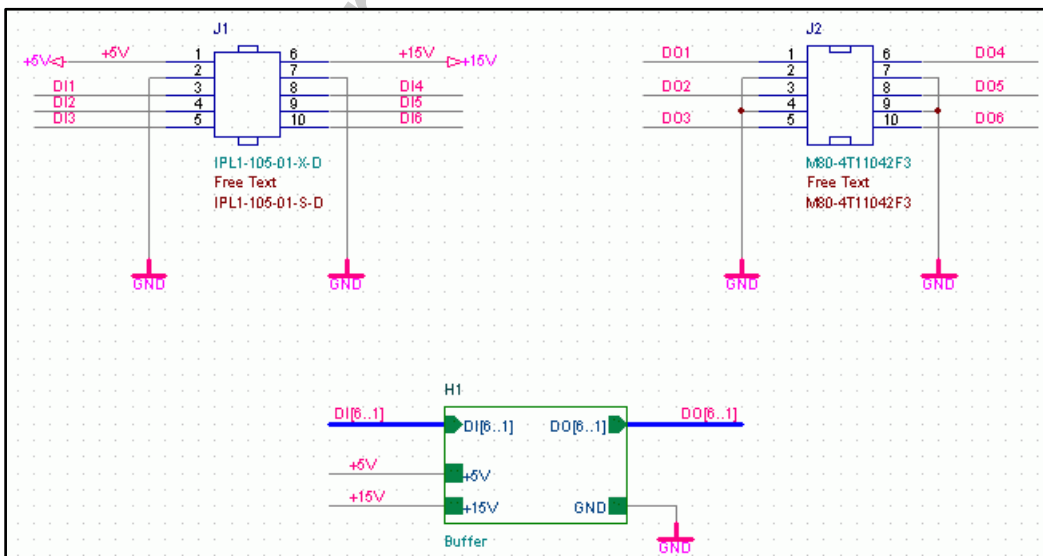 J1
+5V +5V 1 6 +15V +15V
2 7
DI1 3 8 DI4
DI2 4 9 DI5
DI3 5 10 DI6
IPL1-105-01-X-D
Free Text
IPL1-105-01-S-D
GND GND
J2
DO1 1 6 DO4
2 7
DO2 3 8 DO5
4 9
DO3 5 10 DO6
M80-4T11042F3
Free Text
M80-4T11042F3
GND GND
H1
DI[6..1] DI[6..1] DO[6..1] DO[6..1]
+5V +5V
+15V +15V GND
Buffer GND